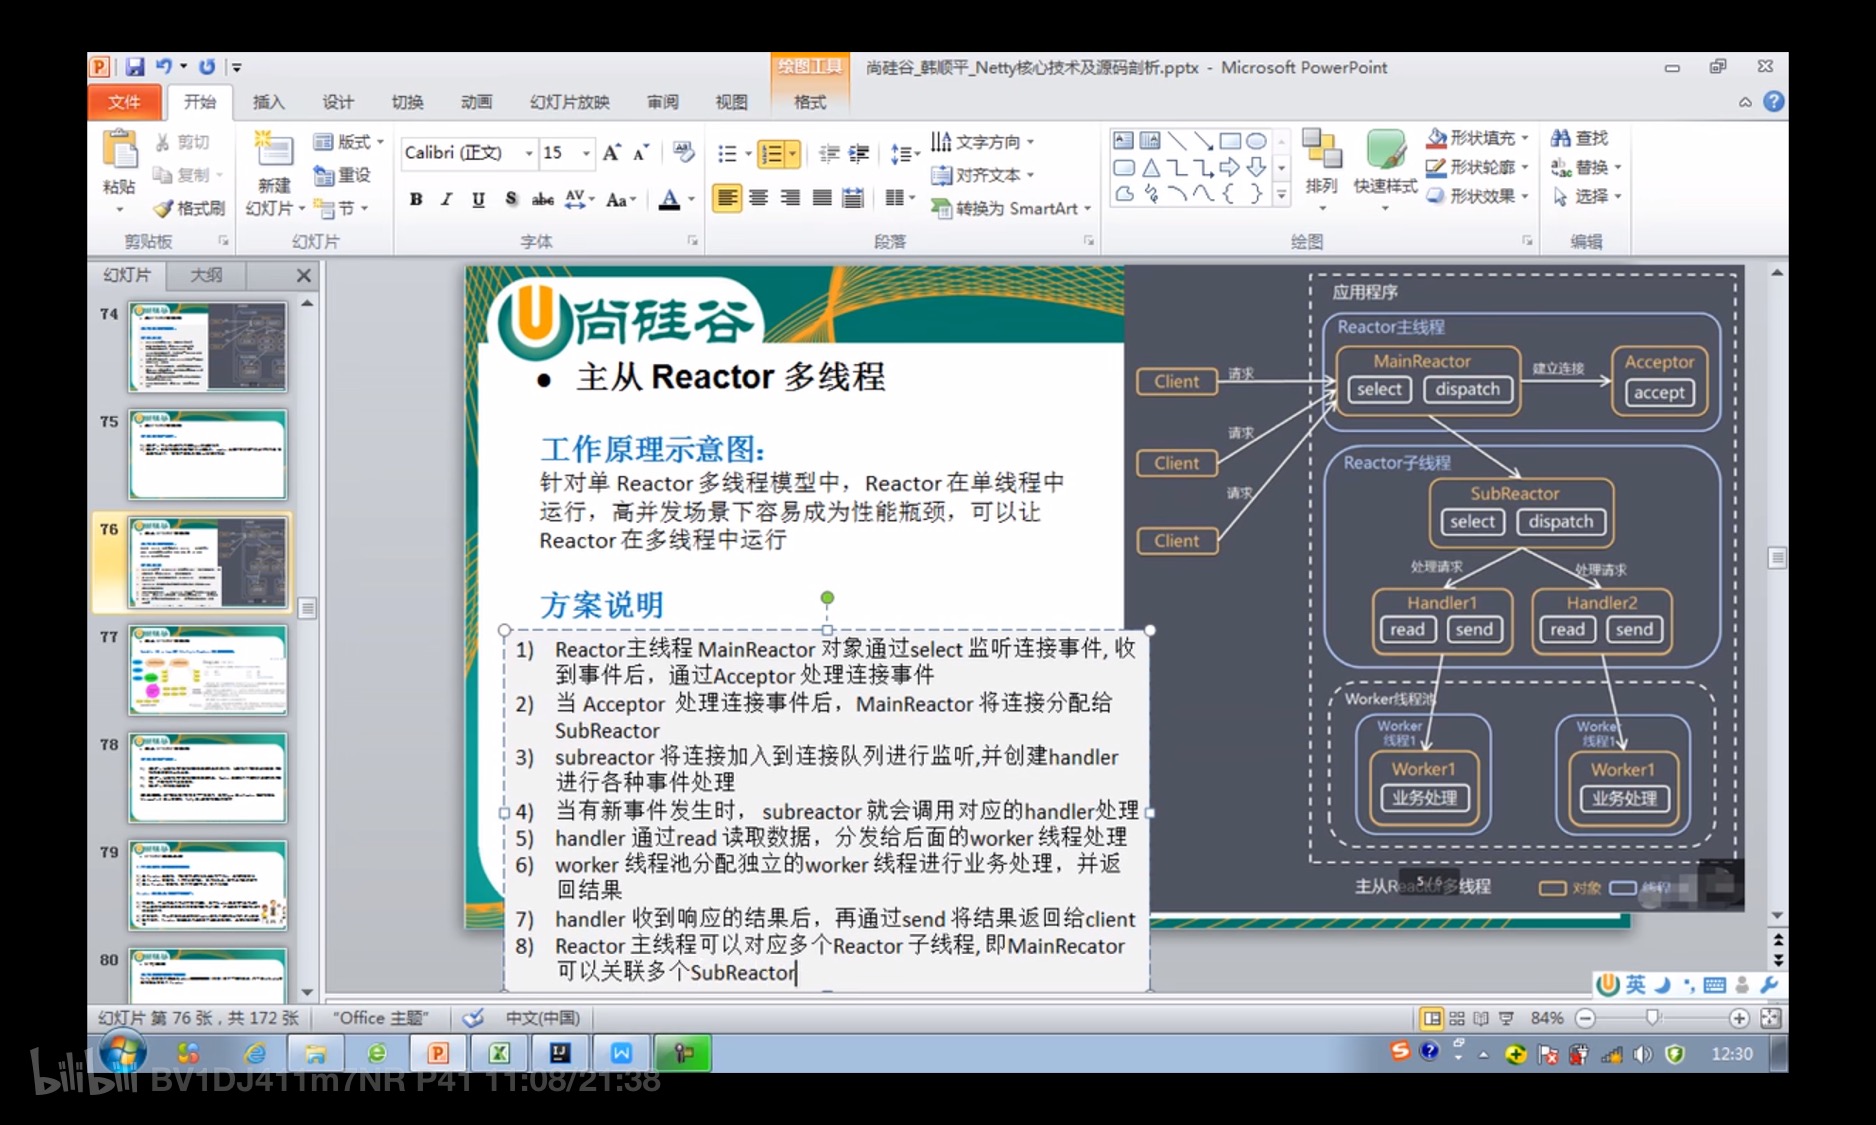 绘图工具
尚硅谷_韩顺平_Netty核心技术及源码剖析.pptx - Microsoft PowerPoint
文件 开始 插入 设计 切换 动画 幻灯片放映 审阅 视图 格式
粘贴
剪切
复制
格式刷
剪贴板
新建
幻灯片
版式
重设
节
幻灯片
Calibri (正文) 15
B I U S abc AV Aa A
字体
文字方向
对齐文本
转换为 SmartArt
段落
排列
快速样式
形状填充
形状轮廓
形状效果
绘图
查找
替换
选择
编辑
幻灯片 大纲
74
75
76
77
78
79
80
尚硅谷
● 主从 Reactor 多线程
工作原理示意图:
针对单 Reactor 多线程模型中，Reactor 在单线程中
运行，高并发场景下容易成为性能瓶颈，可以让
Reactor 在多线程中运行
方案说明
1) Reactor主线程 MainReactor 对象通过select 监听连接事件, 收
到事件后，通过Acceptor 处理连接事件
2) 当 Acceptor 处理连接事件后，MainReactor 将连接分配给
SubReactor
3) subreactor 将连接加入到连接队列进行监听,并创建handler
进行各种事件处理
4) 当有新事件发生时， subreactor 就会调用对应的handler处理
5) handler 通过read 读取数据，分发给后面的worker 线程处理
6) worker 线程池分配独立的worker 线程进行业务处理，并返
回结果
7) handler 收到响应的结果后，再通过send 将结果返回给client
8) Reactor 主线程可以对应多个Reactor 子线程, 即MainRecator
可以关联多个SubReactor
应用程序
Reactor主线程
MainReactor
select dispatch
建立连接
Acceptor
accept
Client 请求
Client 请求
Client 请求
Reactor子线程
SubReactor
select dispatch
处理请求 处理请求
Handler1
read send
Handler2
read send
Worker线程池
Worker
线程1
Worker1
业务处理
Worker
线程1
Worker1
业务处理
主从Reactor多线程
5 / 6
对象 线程
英
幻灯片 第 76 张 , 共 172 张 "Office 主题" 中文(中国) 84%
12:30
bilibili BV1DJ411m7NR P41 11:08/21:38